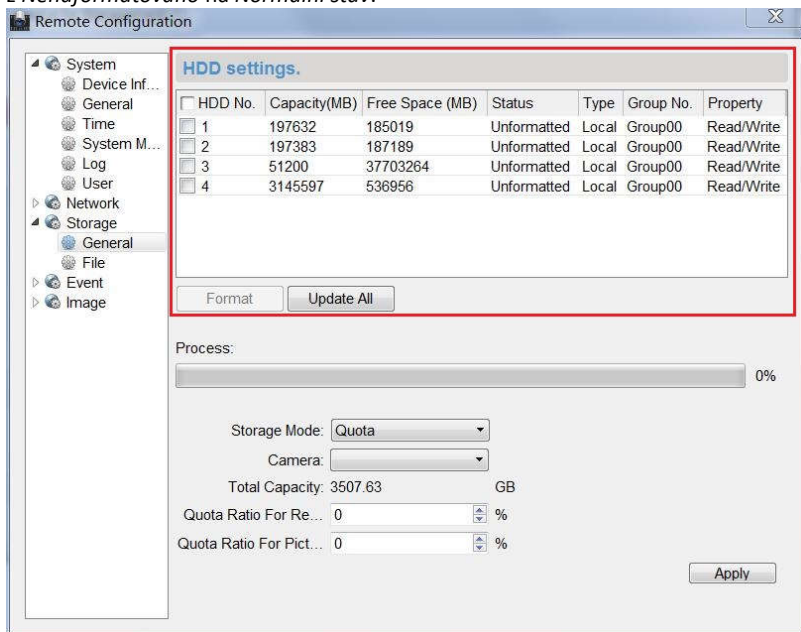 z Nenaformátováno na Normální stav.
Remote Configuration
System
Device Inf...
General
Time
System M...
Log
User
Network
Storage
General
File
Event
Image
HDD settings.
HDD No. Capacity(MB) Free Space (MB) Status Type Group No. Property
1 197632 185019 Unformatted Local Group00 Read/Write
2 197383 187189 Unformatted Local Group00 Read/Write
3 51200 37703264 Unformatted Local Group00 Read/Write
4 3145597 536956 Unformatted Local Group00 Read/Write
Format Update All
Process:
0%
Storage Mode: Quota
Camera:
Total Capacity: 3507.63 GB
Quota Ratio For Re... 0 %
Quota Ratio For Pict... 0 %
Apply